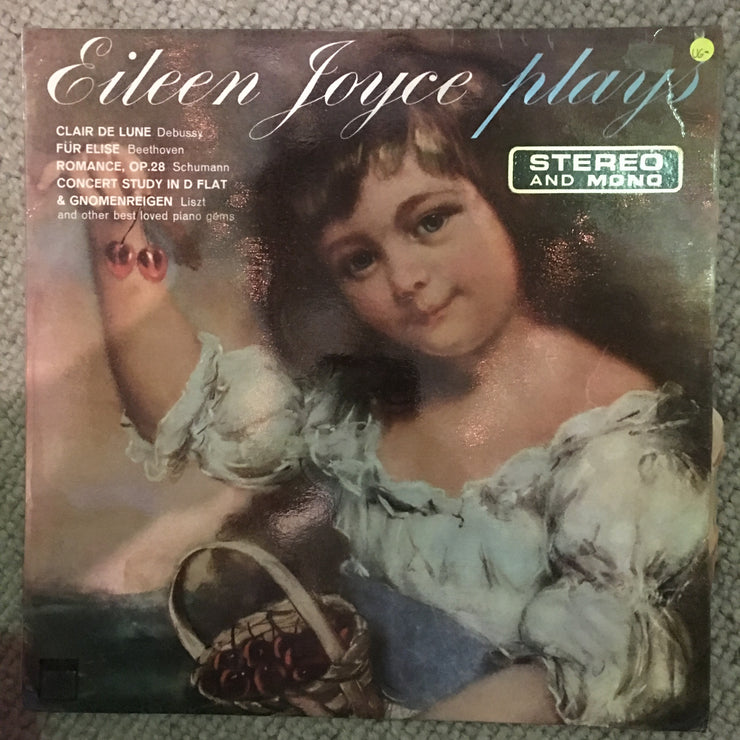 Eileen Joyce plays
CLAIR DE LUNE Debussy
FÜR ELISE Beethoven
ROMANCE, OP.28 Schumann
CONCERT STUDY IN D FLAT
& GNOMENREIGEN Liszt
and other best loved piano gems
STEREO
AND MONO